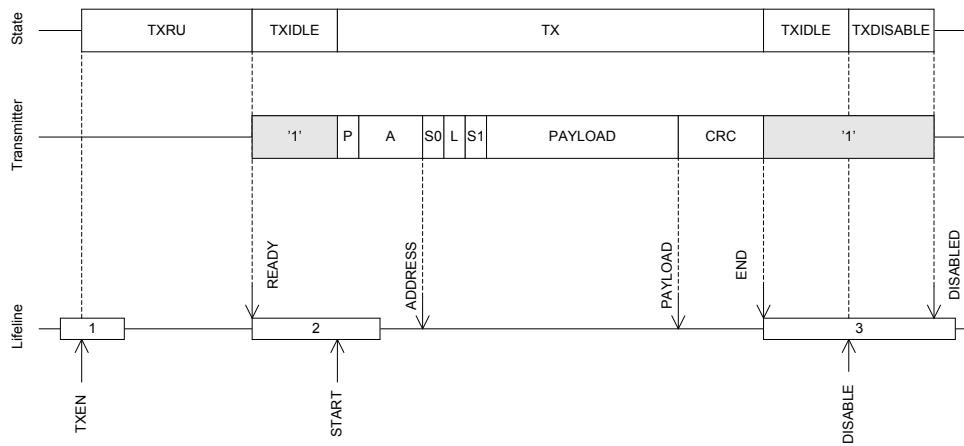 State
TXRU TXIDLE TX TXIDLE TXDISABLE
Transmitter
'1' P A S0 L S1 PAYLOAD CRC '1'
READY
ADDRESS
PAYLOAD
END
DISABLED
Lifeline
1 2 3
TXEN
START
DISABLE